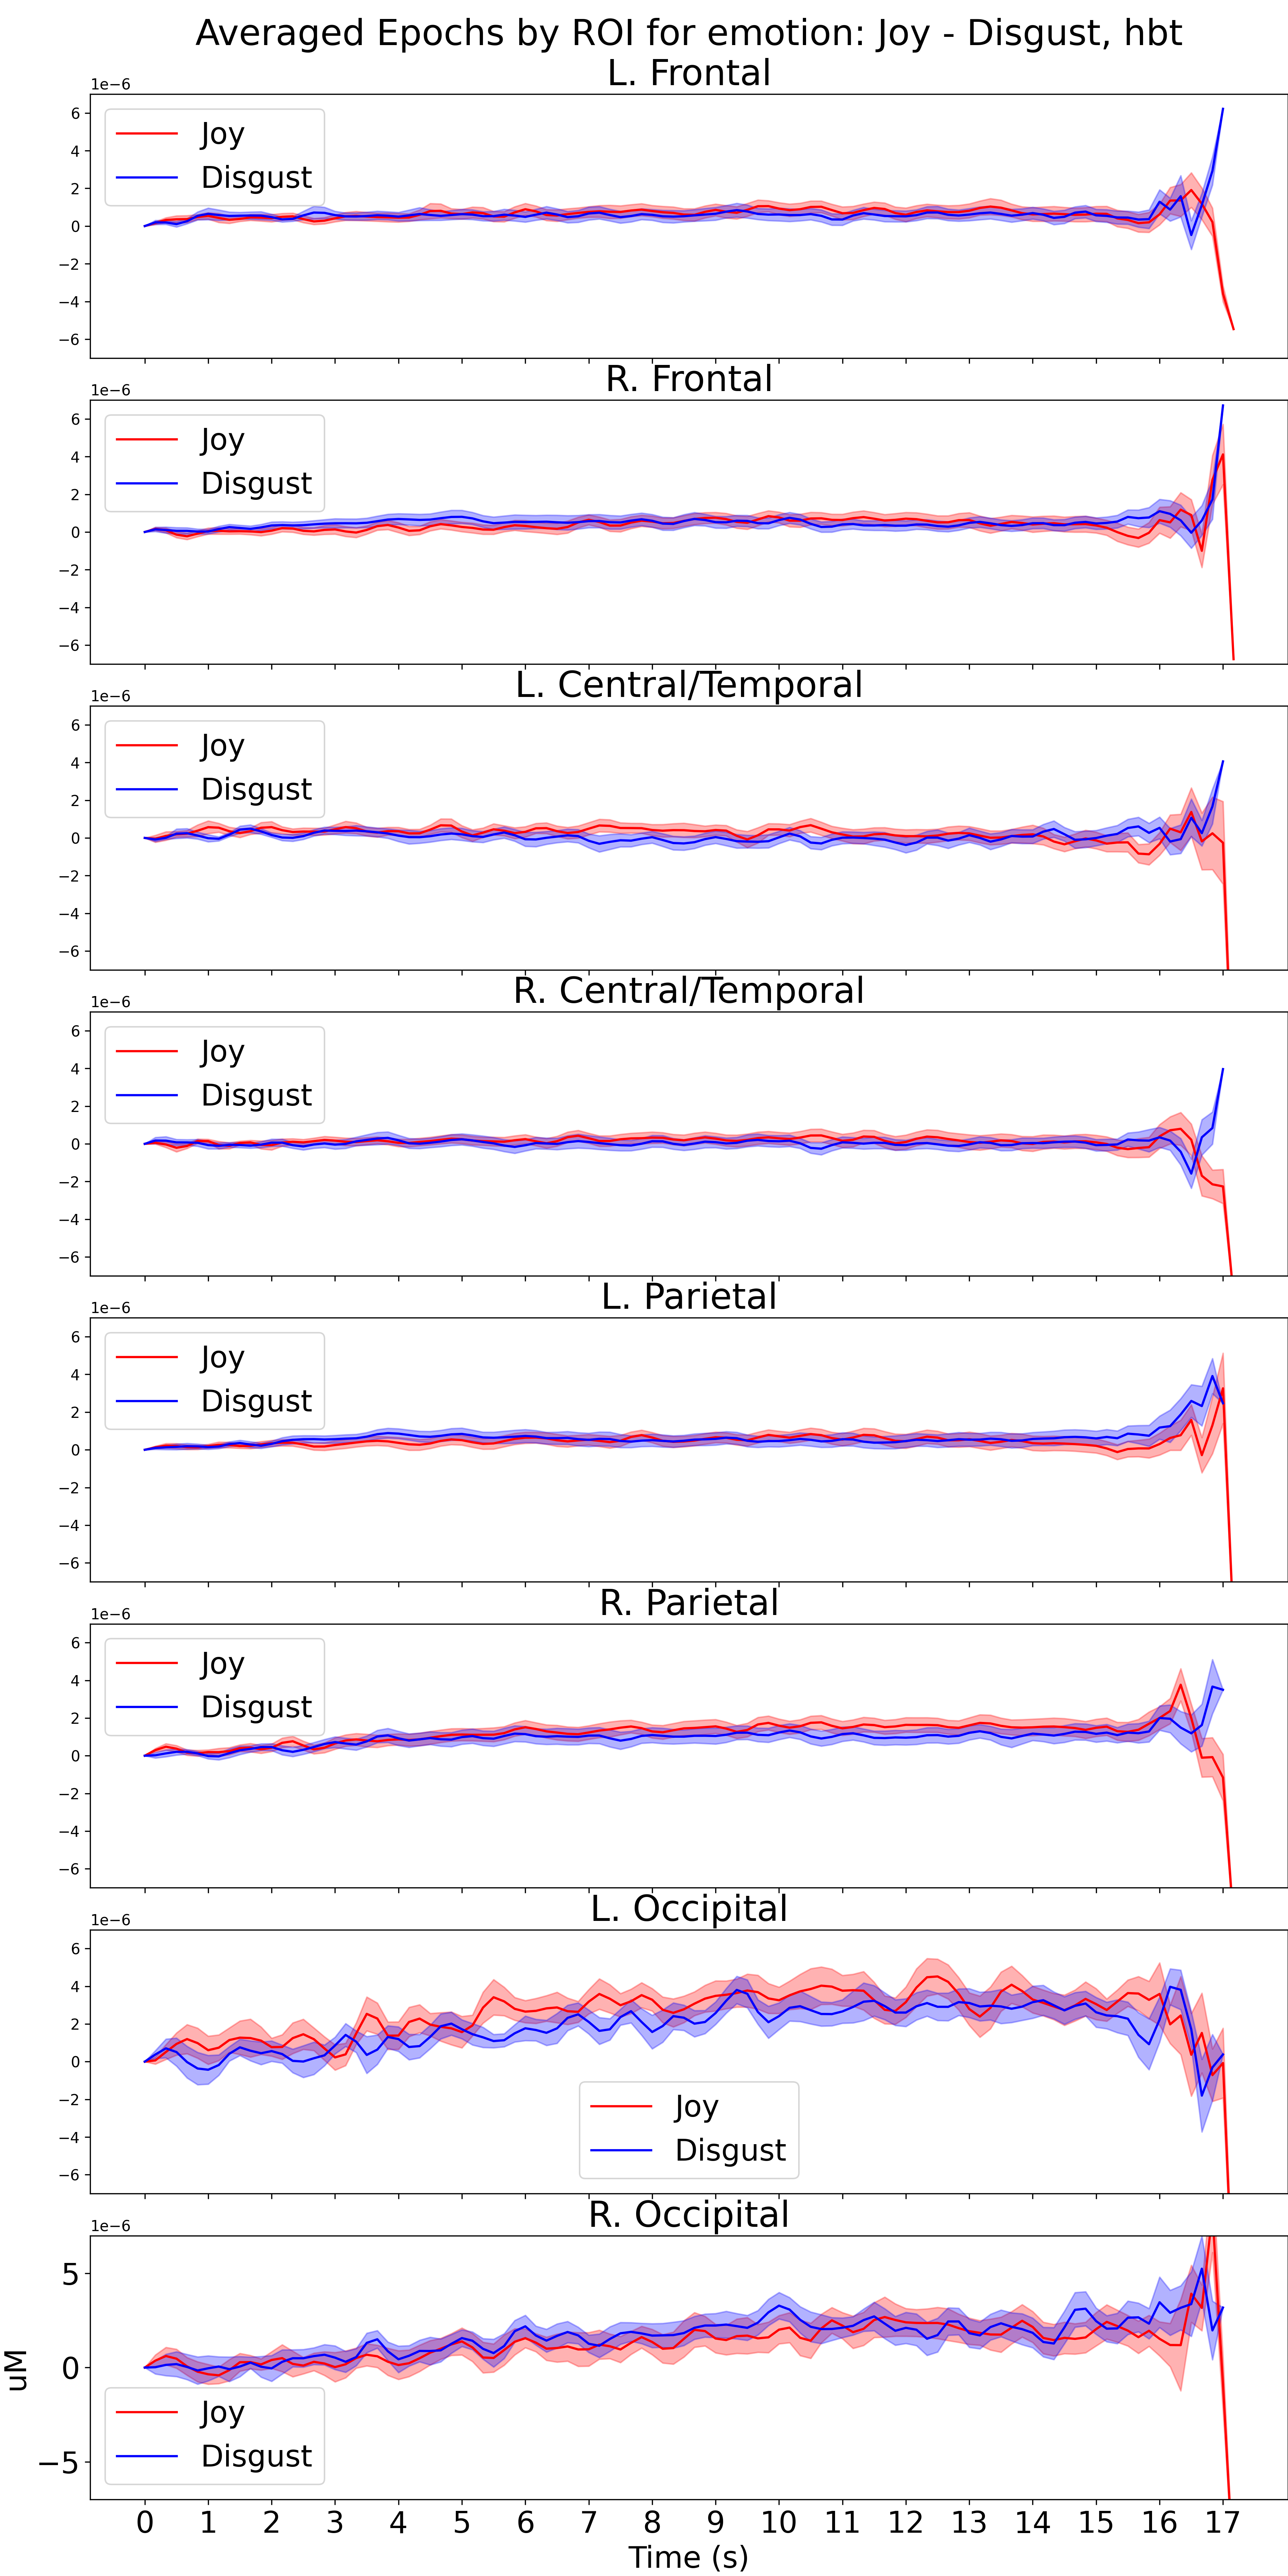 Averaged Epochs by ROI for emotion: Joy - Disgust, hbt
L. Frontal
1e−6
6
4
2
0
−2
−4
−6
Joy
Disgust
R. Frontal
1e−6
6
4
2
0
−2
−4
−6
Joy
Disgust
L. Central/Temporal
1e−6
6
4
2
0
−2
−4
−6
Joy
Disgust
R. Central/Temporal
1e−6
6
4
2
0
−2
−4
−6
Joy
Disgust
L. Parietal
1e−6
6
4
2
0
−2
−4
−6
Joy
Disgust
R. Parietal
1e−6
6
4
2
0
−2
−4
−6
Joy
Disgust
L. Occipital
1e−6
6
4
2
0
−2
−4
−6
Joy
Disgust
R. Occipital
1e−6
5
0
−5
uM
Joy
Disgust
0 1 2 3 4 5 6 7 8 9 10 11 12 13 14 15 16 17
Time (s)